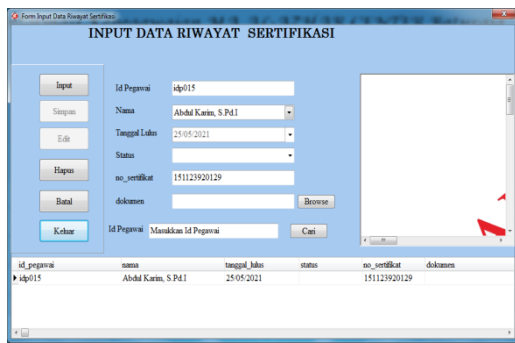 Form Input Data Riwayat Sertifikasi
INPUT DATA RIWAYAT SERTIFIKASI
Input
Simpan
Edit
Hapus
Batal
Keluar
Id Pegawai idp015
Nama Abdul Karim, S.Pd.I
Tanggal Lulus 25/05/2021
Status
no_sertifikat 151123920129
dokumen Browse
Id Pegawai Masukkan Id Pegawai Cari
id_pegawai nama tanggal_lulus status no_sertifikat dokumen
idp015 Abdul Karim, S.Pd.I 25/05/2021 151123920129